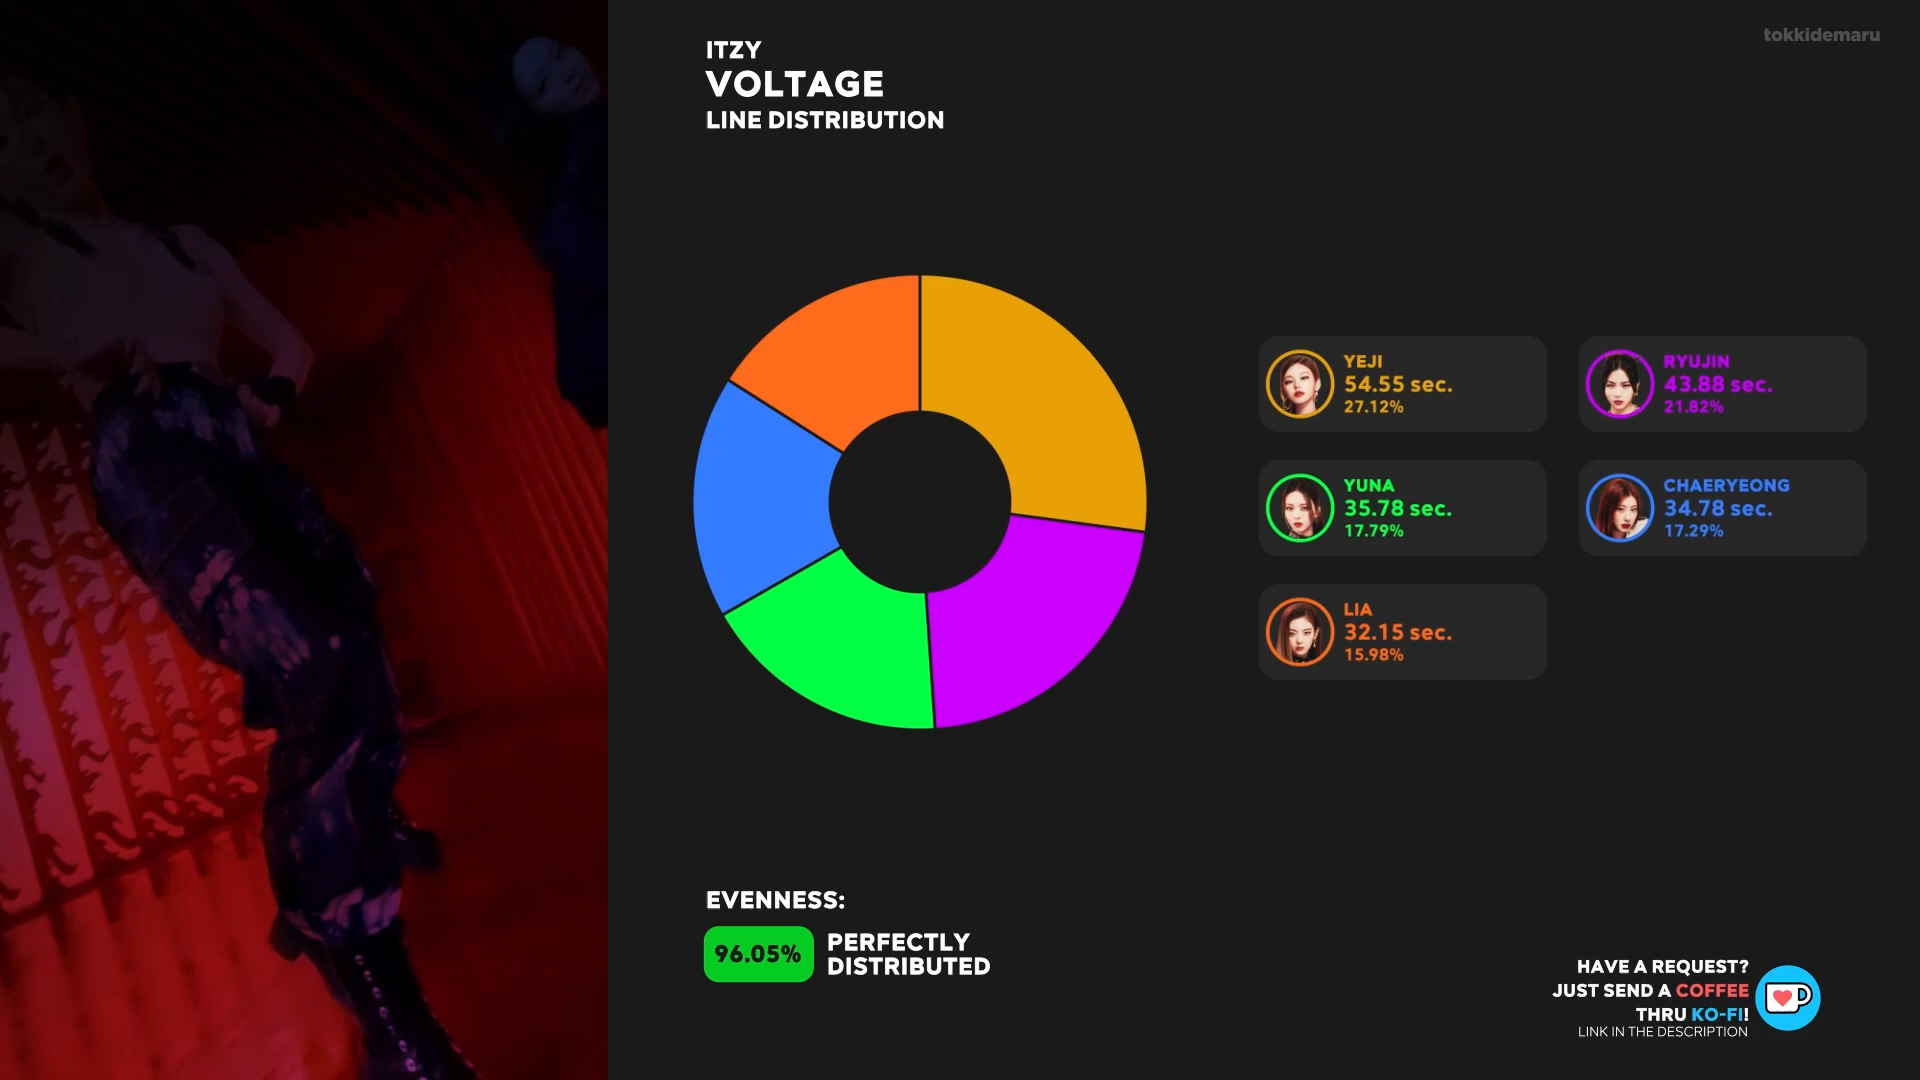 ITZY
VOLTAGE
LINE DISTRIBUTION
tokkidemaru
YEJI
54.55 sec.
27.12%
RYUJIN
43.88 sec.
21.82%
YUNA
35.78 sec.
17.79%
CHAERYEONG
34.78 sec.
17.29%
LIA
32.15 sec.
15.98%
EVENNESS:
96.05%
PERFECTLY
DISTRIBUTED
HAVE A REQUEST?
JUST SEND A COFFEE
THRU KO-FI!
LINK IN THE DESCRIPTION